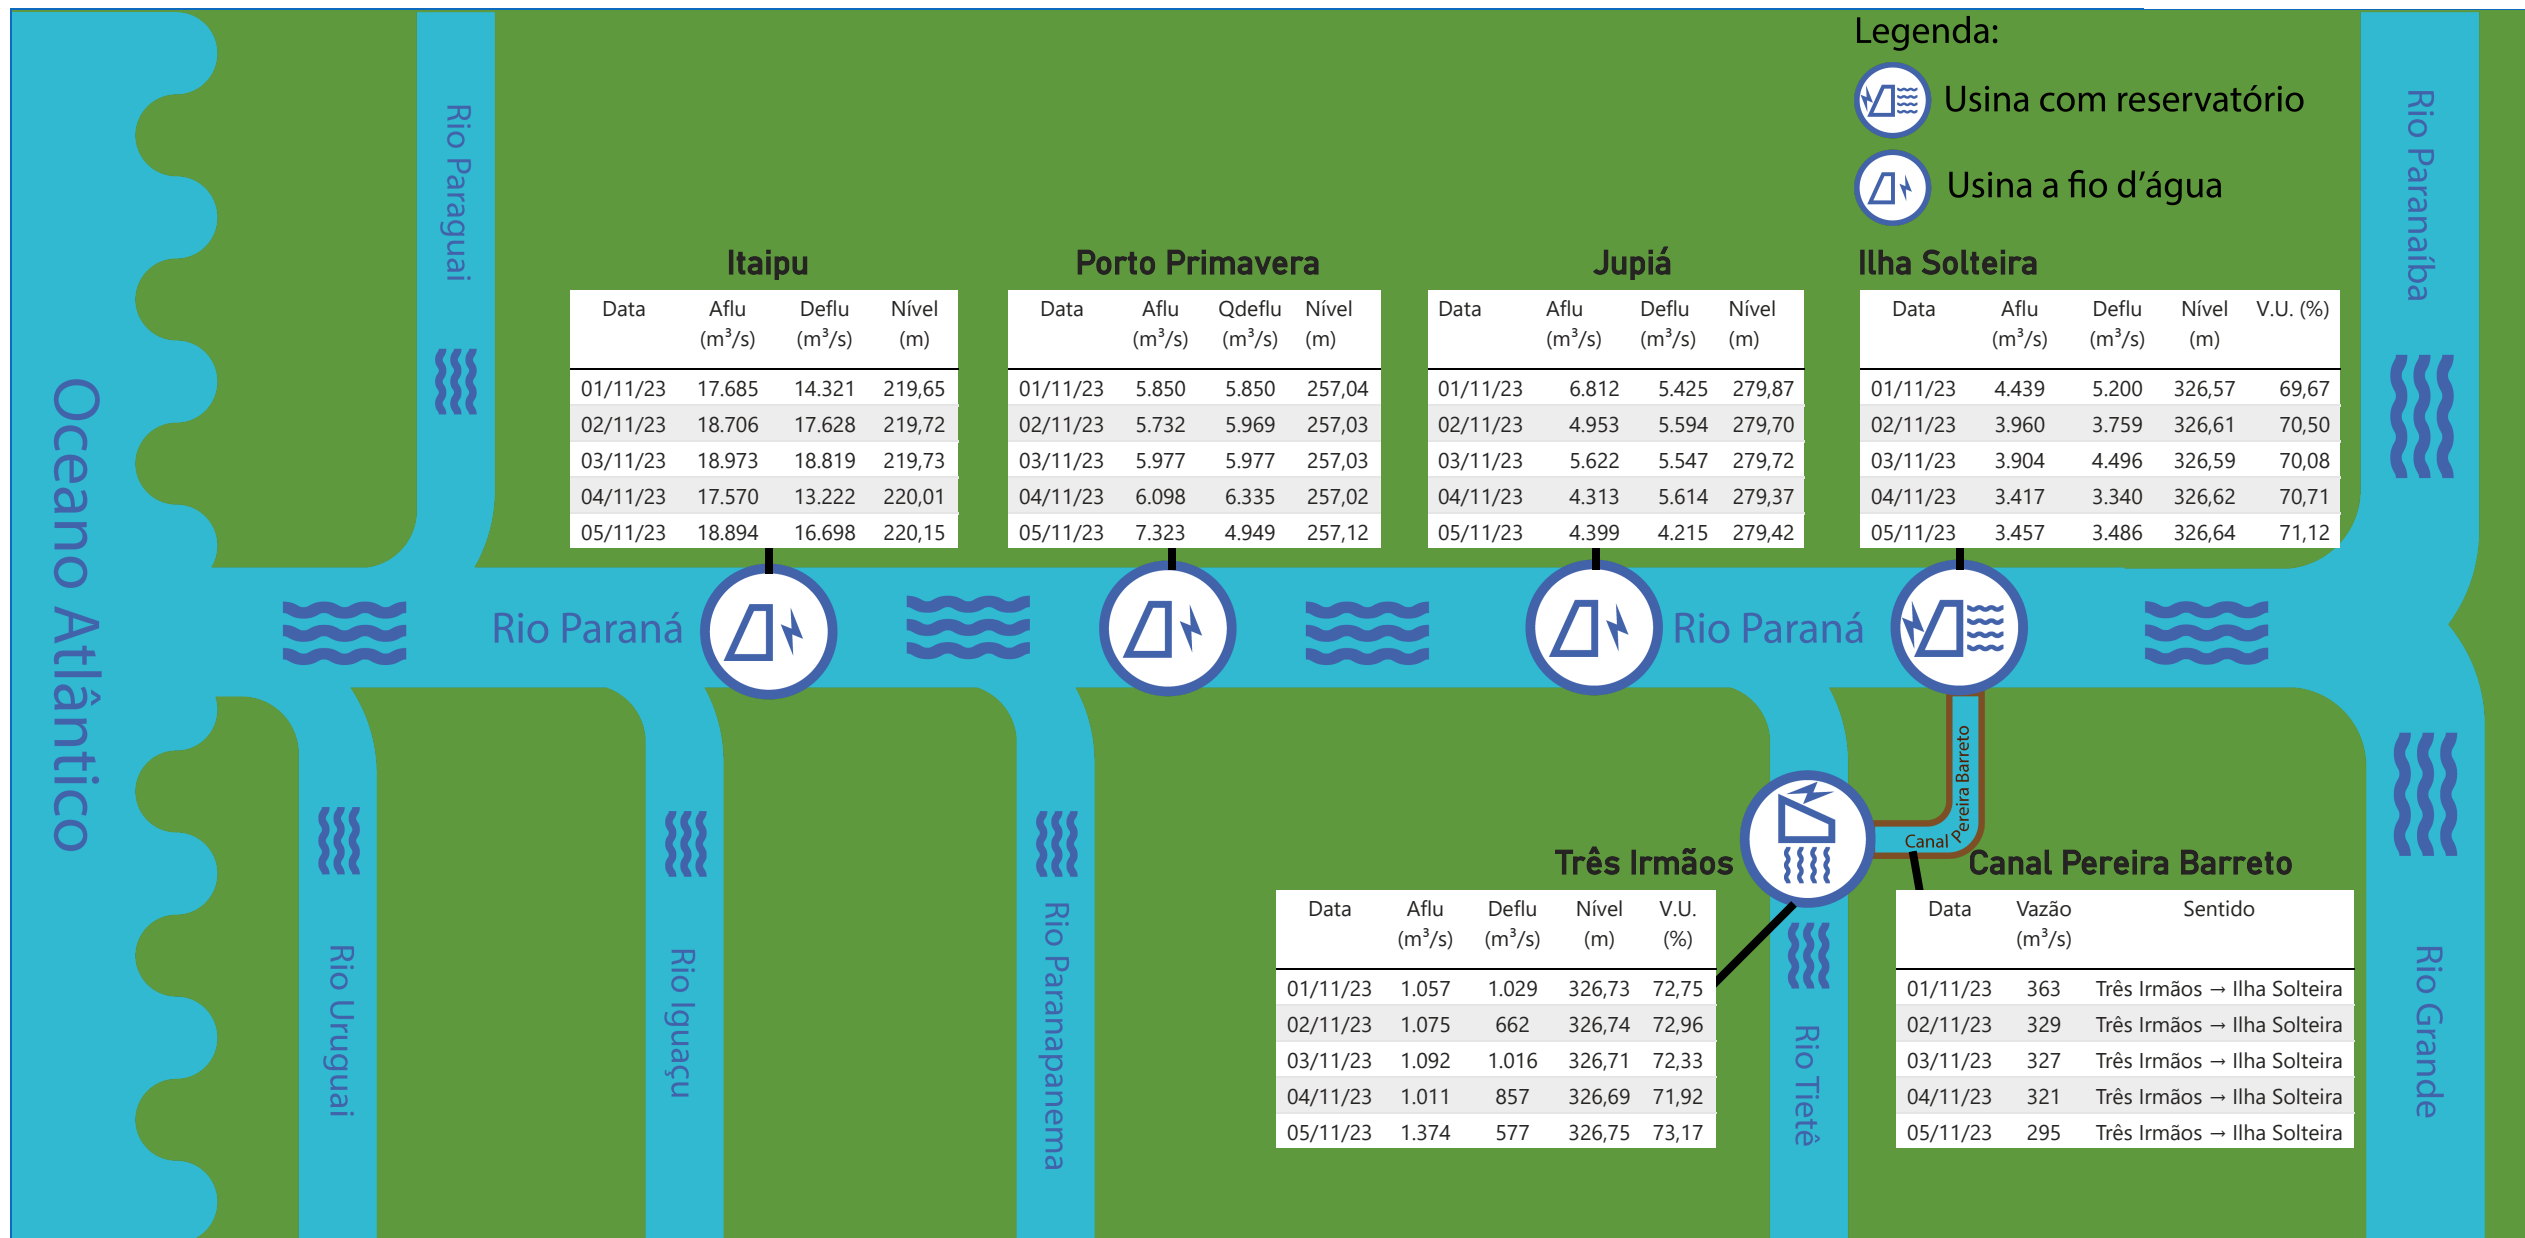 Legenda:
Usina com reservatório
Usina a fio d'água
Oceano Atlântico
Rio Paraguai
Rio Paranaíba
Itaipu
Data Aflu (m³/s) Deflu (m³/s) Nível (m)
01/11/23 17.685 14.321 219,65
02/11/23 18.706 17.628 219,72
03/11/23 18.973 18.819 219,73
04/11/23 17.570 13.222 220,01
05/11/23 18.894 16.698 220,15
Porto Primavera
Data Aflu (m³/s) Qdeflu (m³/s) Nível (m)
01/11/23 5.850 5.850 257,04
02/11/23 5.732 5.969 257,03
03/11/23 5.977 5.977 257,03
04/11/23 6.098 6.335 257,02
05/11/23 7.323 4.949 257,12
Jupiá
Data Aflu (m³/s) Deflu (m³/s) Nível (m)
01/11/23 6.812 5.425 279,87
02/11/23 4.953 5.594 279,70
03/11/23 5.622 5.547 279,72
04/11/23 4.313 5.614 279,37
05/11/23 4.399 4.215 279,42
Ilha Solteira
Data Aflu (m³/s) Deflu (m³/s) Nível (m) V.U. (%)
01/11/23 4.439 5.200 326,57 69,67
02/11/23 3.960 3.759 326,61 70,50
03/11/23 3.904 4.496 326,59 70,08
04/11/23 3.417 3.340 326,62 70,71
05/11/23 3.457 3.486 326,64 71,12
Rio Paraná
Rio Paraná
Canal Pereira Barreto
Três Irmãos
Data Aflu (m³/s) Deflu (m³/s) Nível (m) V.U. (%)
01/11/23 1.057 1.029 326,73 72,75
02/11/23 1.075 662 326,74 72,96
03/11/23 1.092 1.016 326,71 72,33
04/11/23 1.011 857 326,69 71,92
05/11/23 1.374 577 326,75 73,17
Canal Pereira Barreto
Data Vazão (m³/s) Sentido
01/11/23 363 Três Irmãos → Ilha Solteira
02/11/23 329 Três Irmãos → Ilha Solteira
03/11/23 327 Três Irmãos → Ilha Solteira
04/11/23 321 Três Irmãos → Ilha Solteira
05/11/23 295 Três Irmãos → Ilha Solteira
Rio Uruguai
Rio Iguaçu
Rio Paranapanema
Rio Tietê
Rio Grande